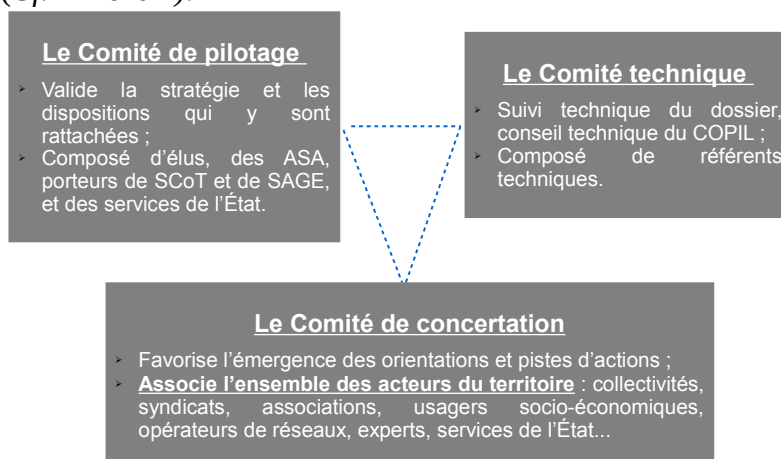 Le Comité de pilotage
➢ Valide la stratégie et les
dispositions qui y sont
rattachées ;
➢ Composé d'élus, des ASA,
porteurs de SCoT et de SAGE,
et des services de l'État.
Le Comité technique
➢ Suivi technique du dossier,
conseil technique du COPIL ;
➢ Composé de référents
techniques.
Le Comité de concertation
➢ Favorise l'émergence des orientations et pistes d'actions ;
➢ Associe l'ensemble des acteurs du territoire : collectivités,
syndicats, associations, usagers socio-économiques,
opérateurs de réseaux, experts, services de l'État...